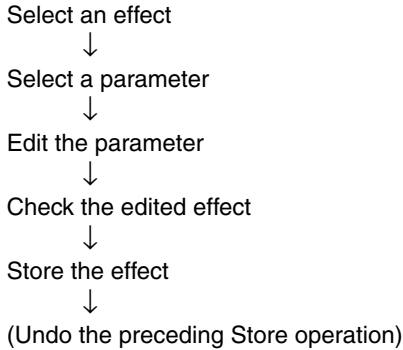 Select an effect
↓
Select a parameter
↓
Edit the parameter
↓
Check the edited effect
↓
Store the effect
↓
(Undo the preceding Store operation)